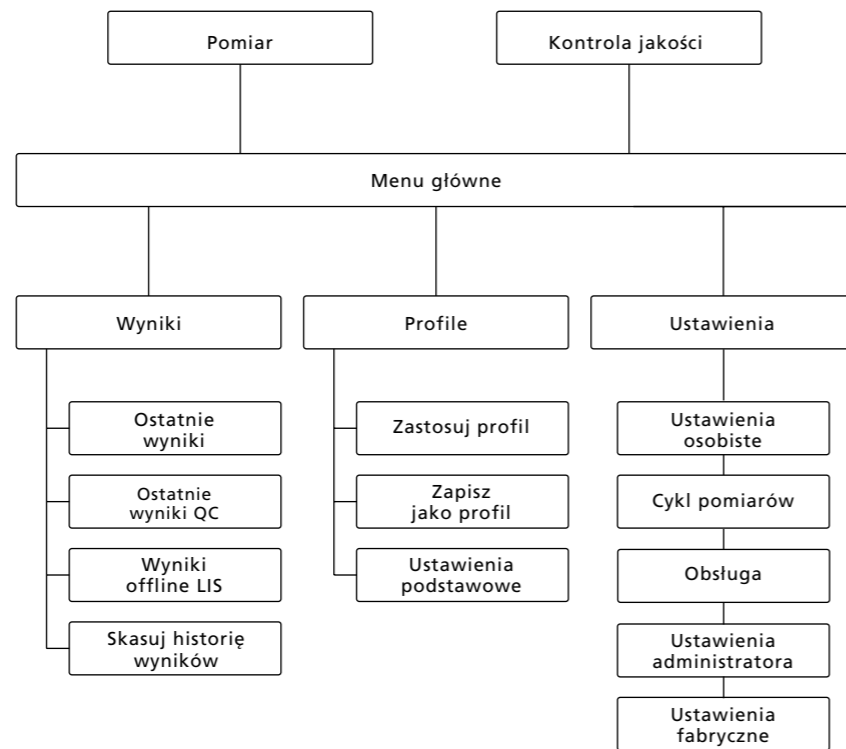 Pomiar
Kontrola jakości
Menu główne
Wyniki
Profile
Ustawienia
Ostatnie
wyniki
Ostatnie
wyniki QC
Wyniki
offline LIS
Skasuj historię
wyników
Zastosuj profil
Zapisz
jako profil
Ustawienia
podstawowe
Ustawienia
osobiste
Cykl pomiarów
Obsługa
Ustawienia
administratora
Ustawienia
fabryczne